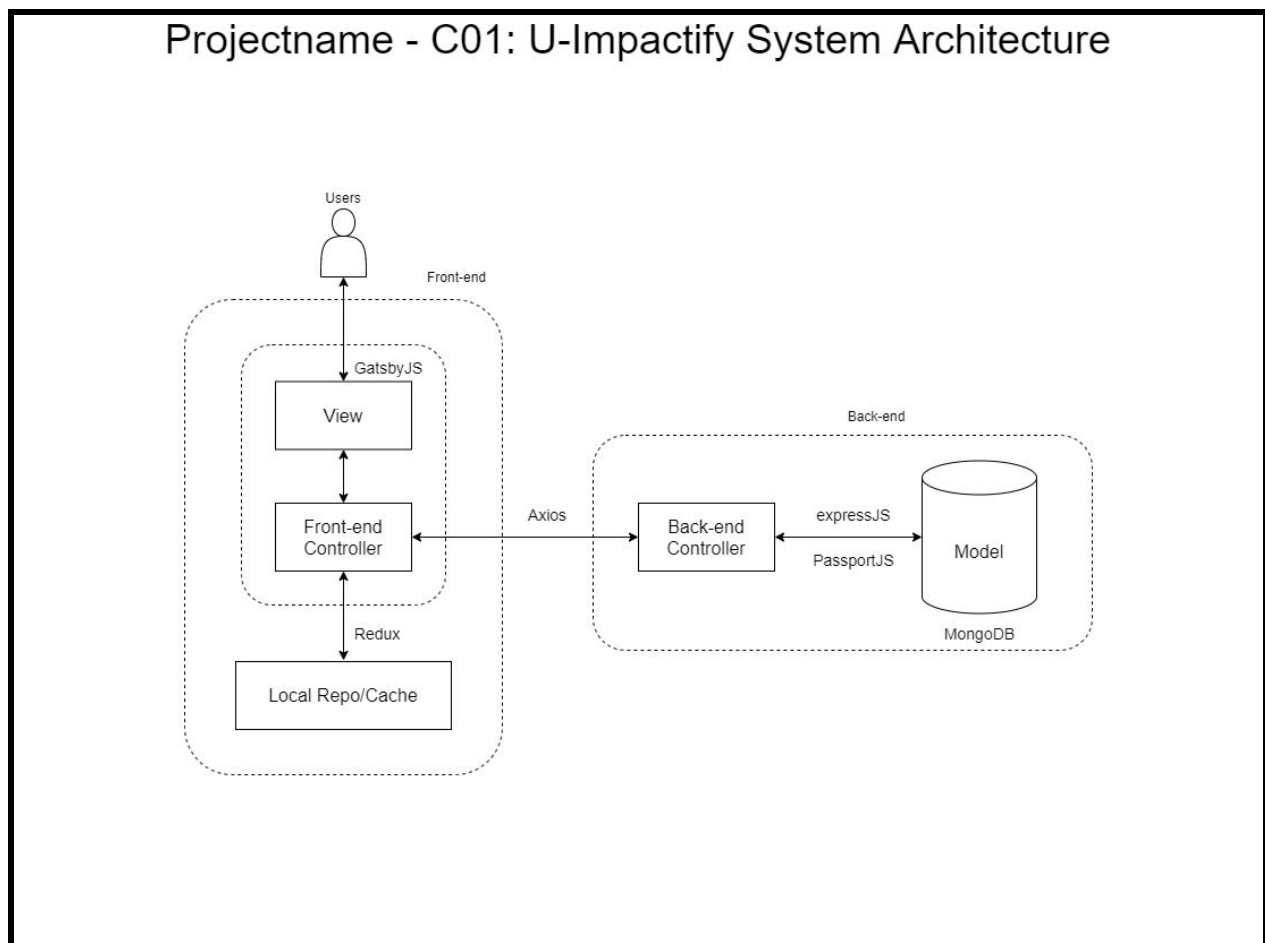 Projectname - C01: U-Impactify System Architecture
Users
Front-end
GatsbyJS
View
Front-end
Controller
Redux
Local Repo/Cache
Axios
Back-end
Back-end
Controller
expressJS
PassportJS
Model
MongoDB